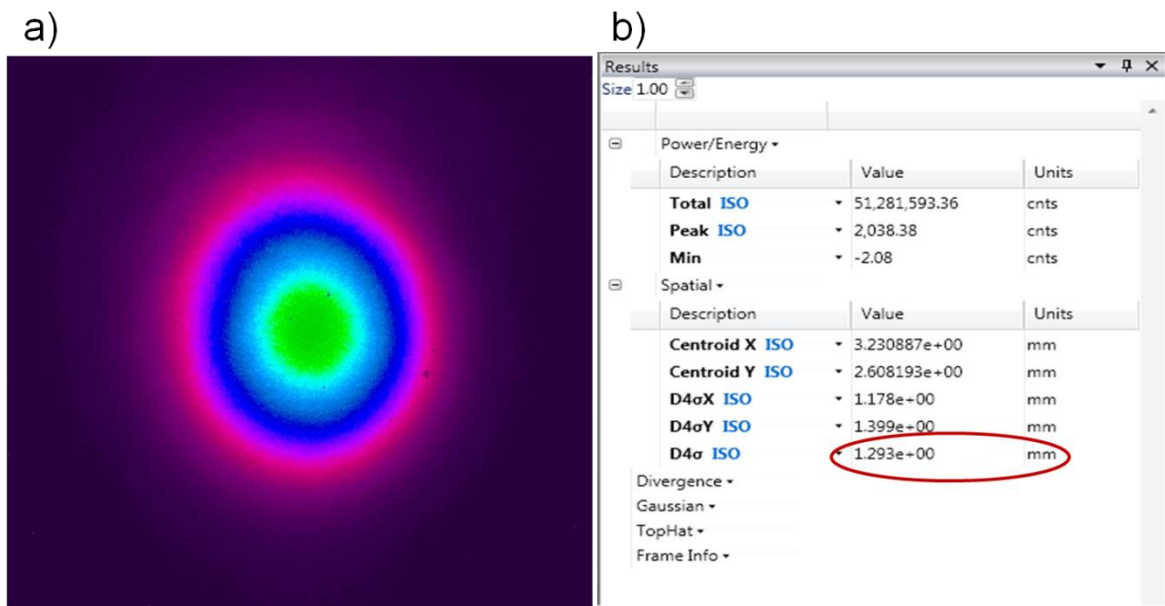 a)
b)
Results
Size 1.00
Power/Energy
Description Value Units
Total ISO 51,281,593.36 cnts
Peak ISO 2,038.38 cnts
Min -2.08 cnts
Spatial
Description Value Units
Centroid X ISO 3.230887e+00 mm
Centroid Y ISO 2.608193e+00 mm
D4σX ISO 1.178e+00 mm
D4σY ISO 1.399e+00 mm
D4σ ISO 1.293e+00 mm
Divergence
Gaussian
TopHat
Frame Info